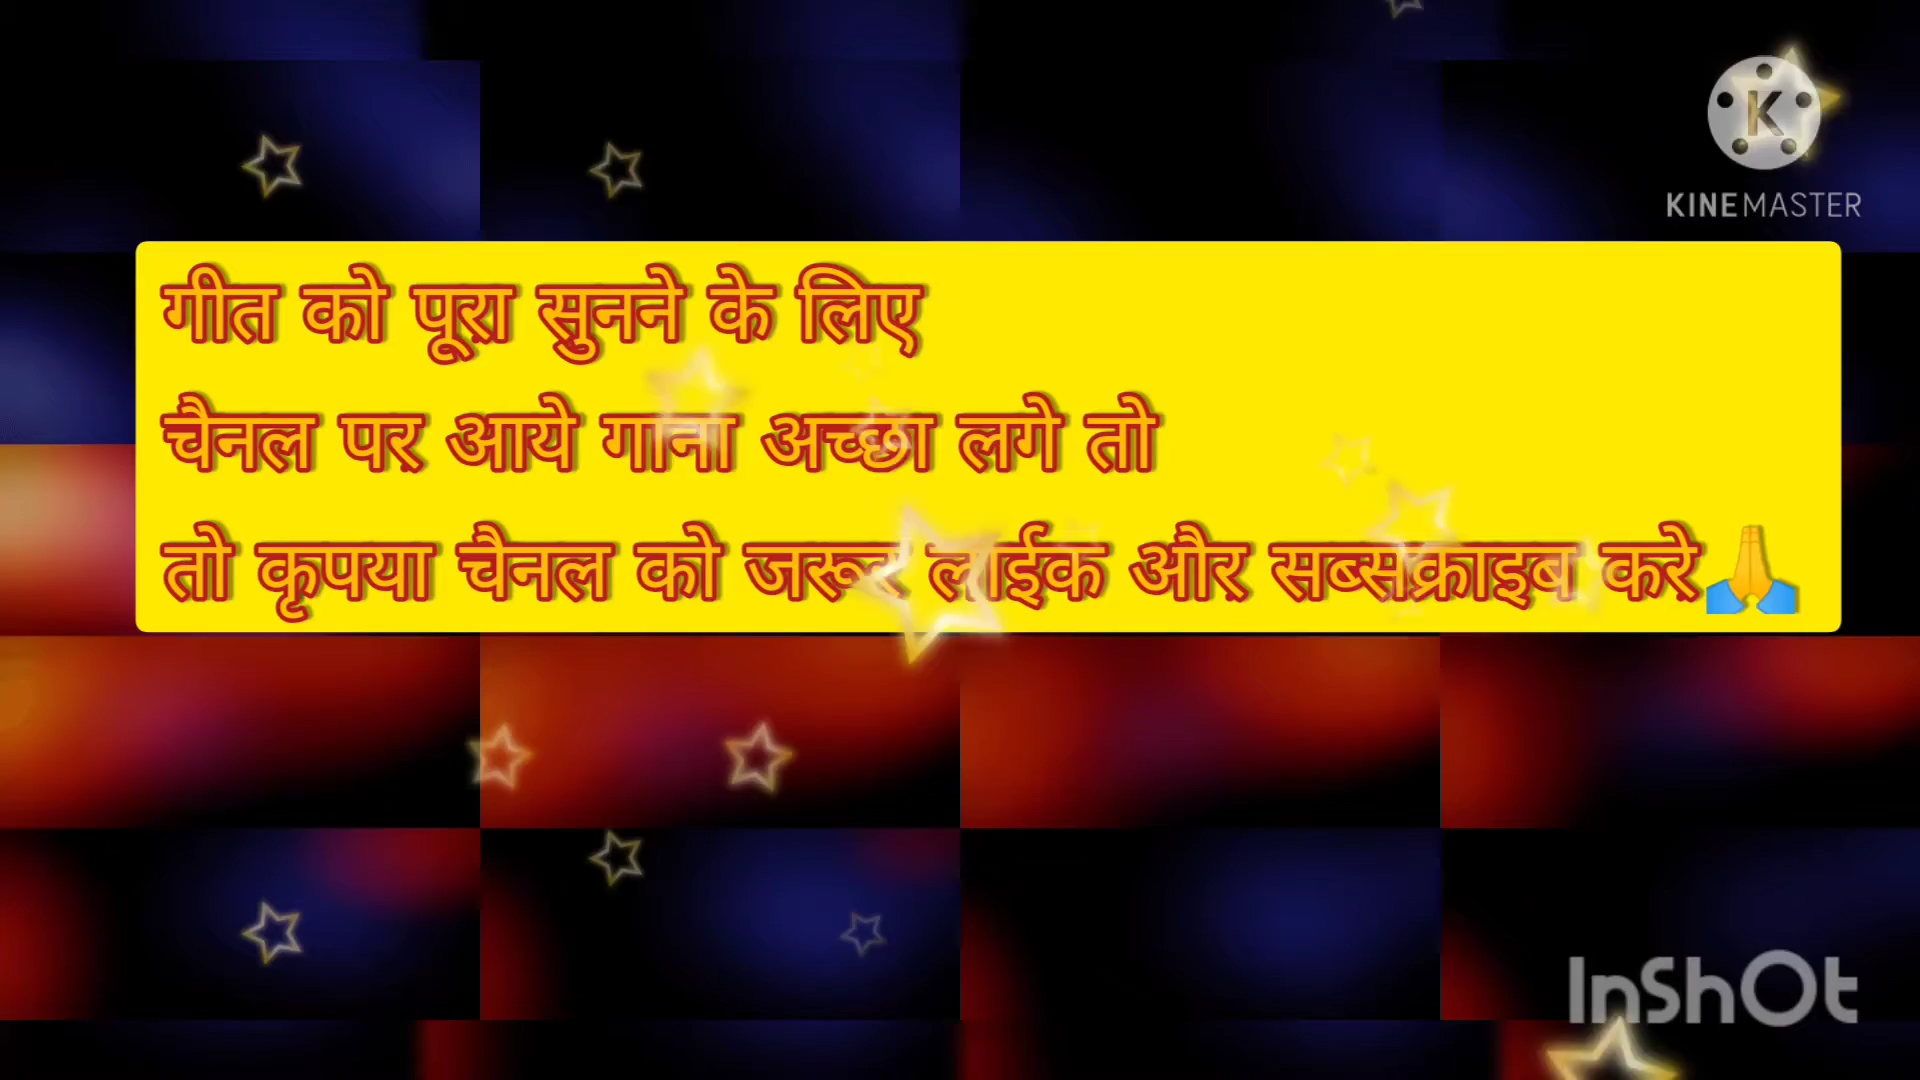 KINEMASTER
गीत को पूरा सुनने के लिए
चैनल पर आये गाना अच्छा लगे तो
तो कृपया चैनल को जरूर लाईक और सब्सक्राइब करे🙏
InShOt